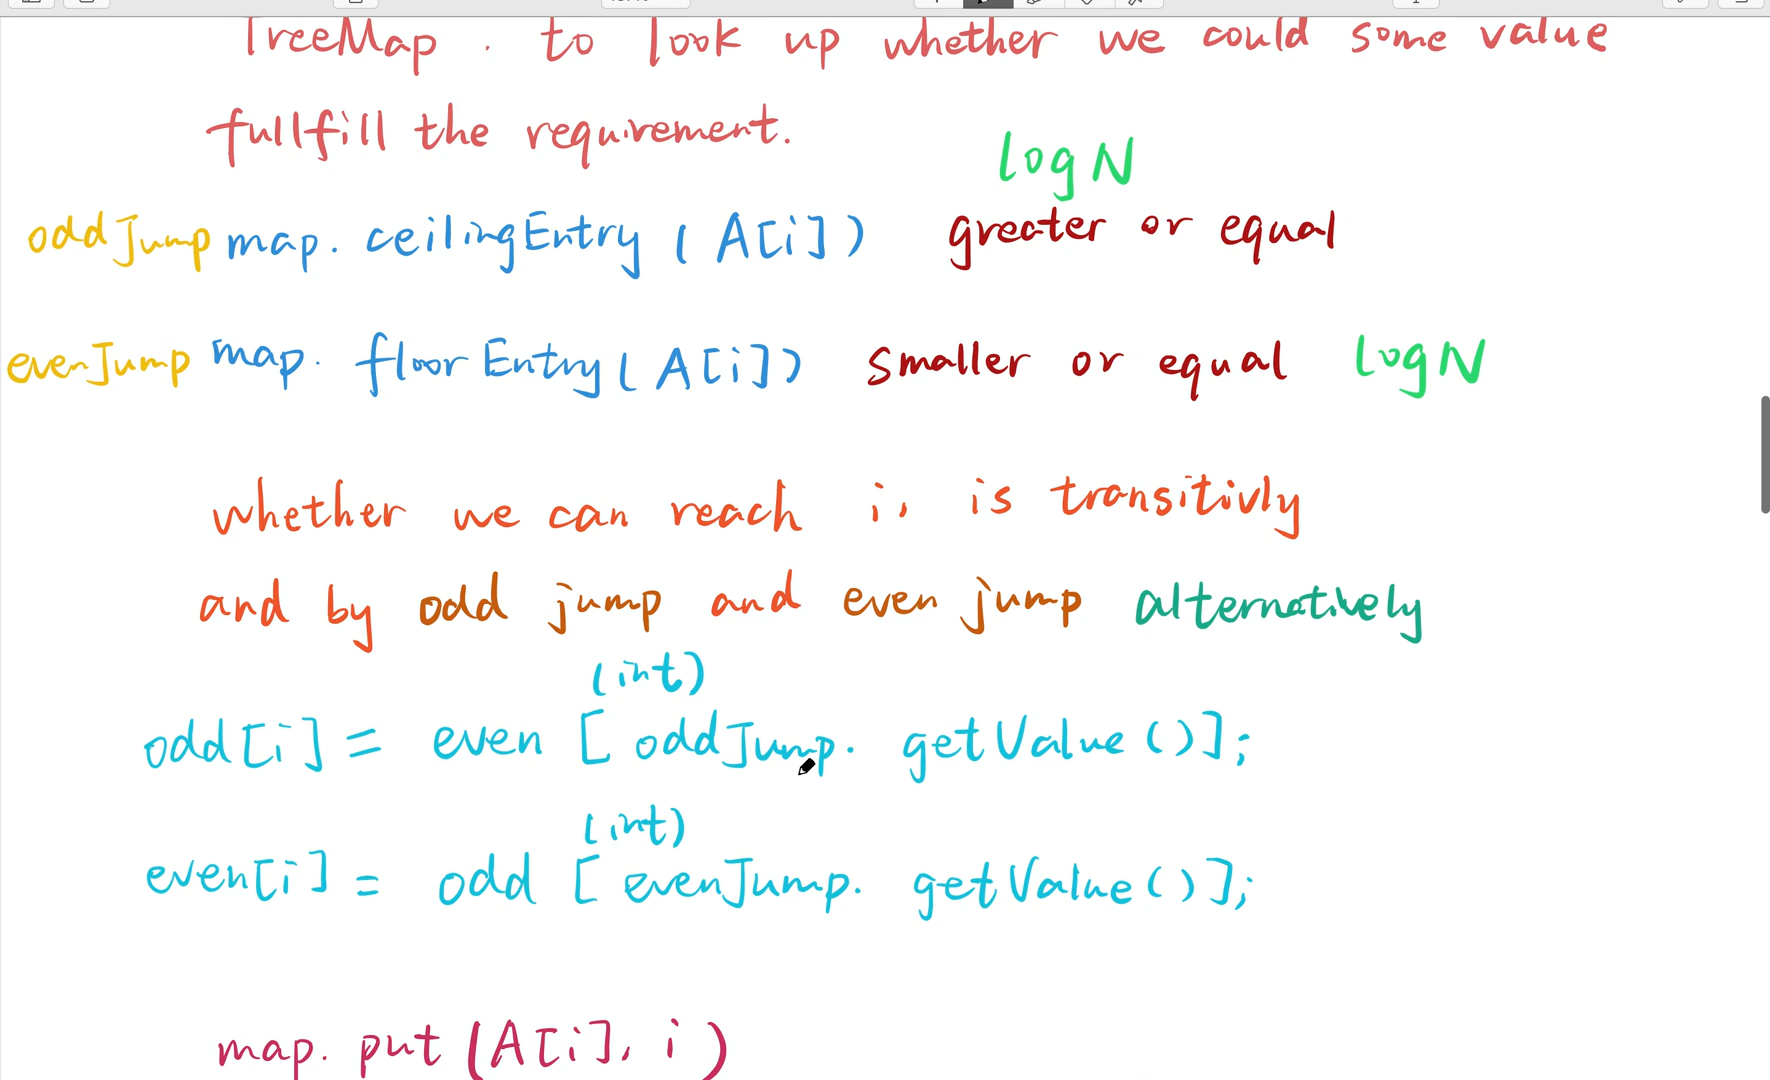 TreeMap. to look up whether we could some value
fullfill the requirement.
logN
oddJump map. ceilingEntry (A[i]) greater or equal
evenJump map. floorEntry(A[i]) smaller or equal logN
whether we can reach i, is transitivly
and by odd jump and even jump alternatively
(int)
odd[i] = even [oddJump. getValue()];
(int)
even[i] = odd [evenJump. getValue()];
map. put (A[i], i)